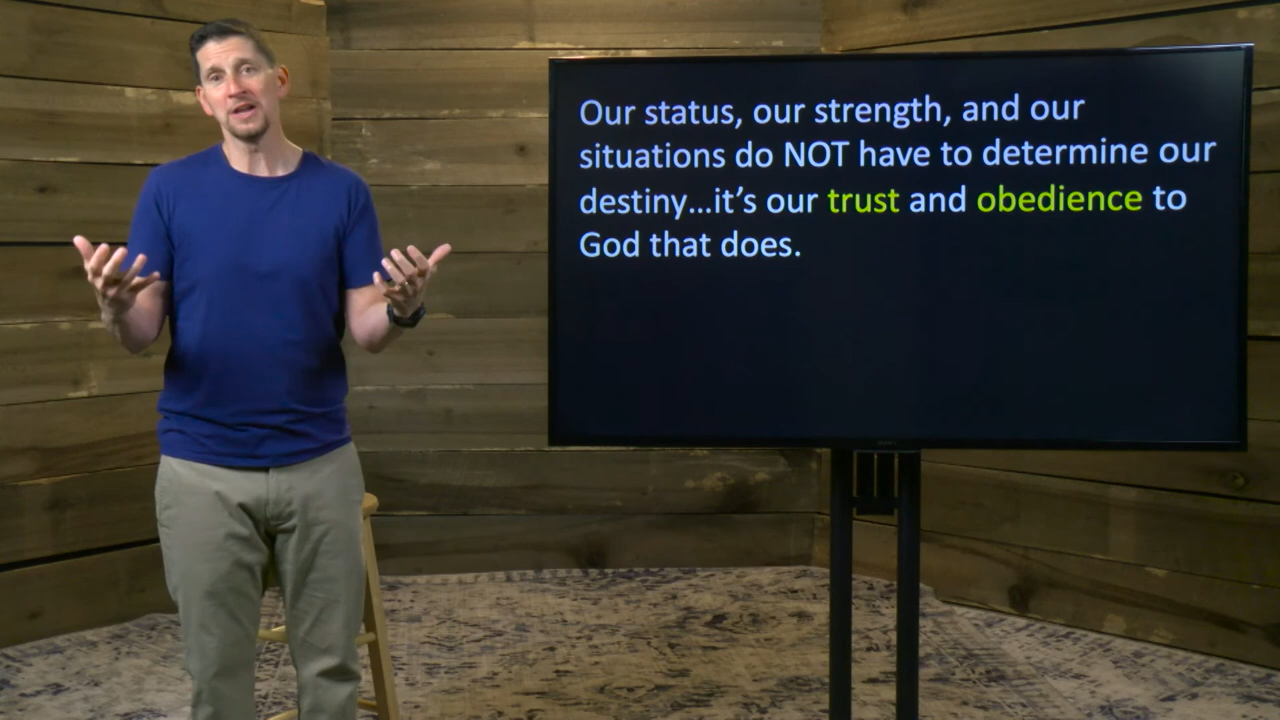 Our status, our strength, and our
situations do NOT have to determine our
destiny...it's our trust and obedience to
God that does.